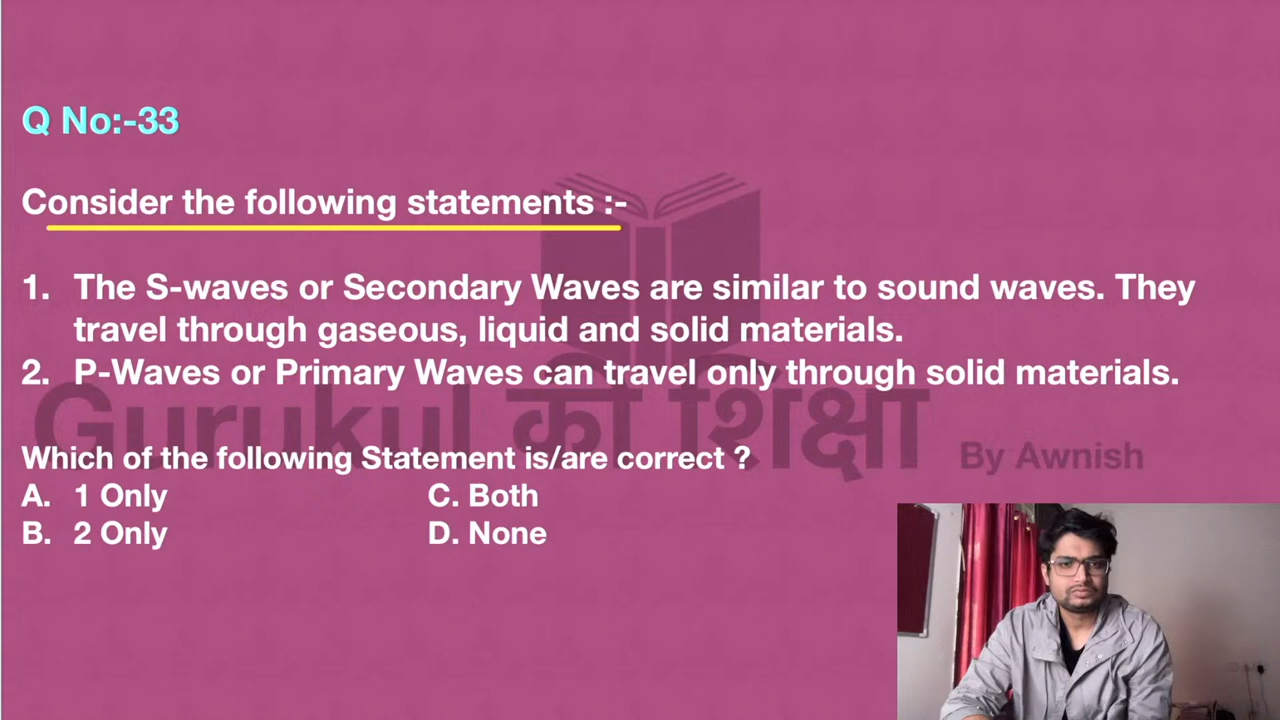 Q No:-33
Consider the following statements :-
1. The S-waves or Secondary Waves are similar to sound waves. They
travel through gaseous, liquid and solid materials.
2. P-Waves or Primary Waves can travel only through solid materials.
Gurukul की शिक्षा By Awnish
Which of the following Statement is/are correct ?
A. 1 Only C. Both
B. 2 Only D. None